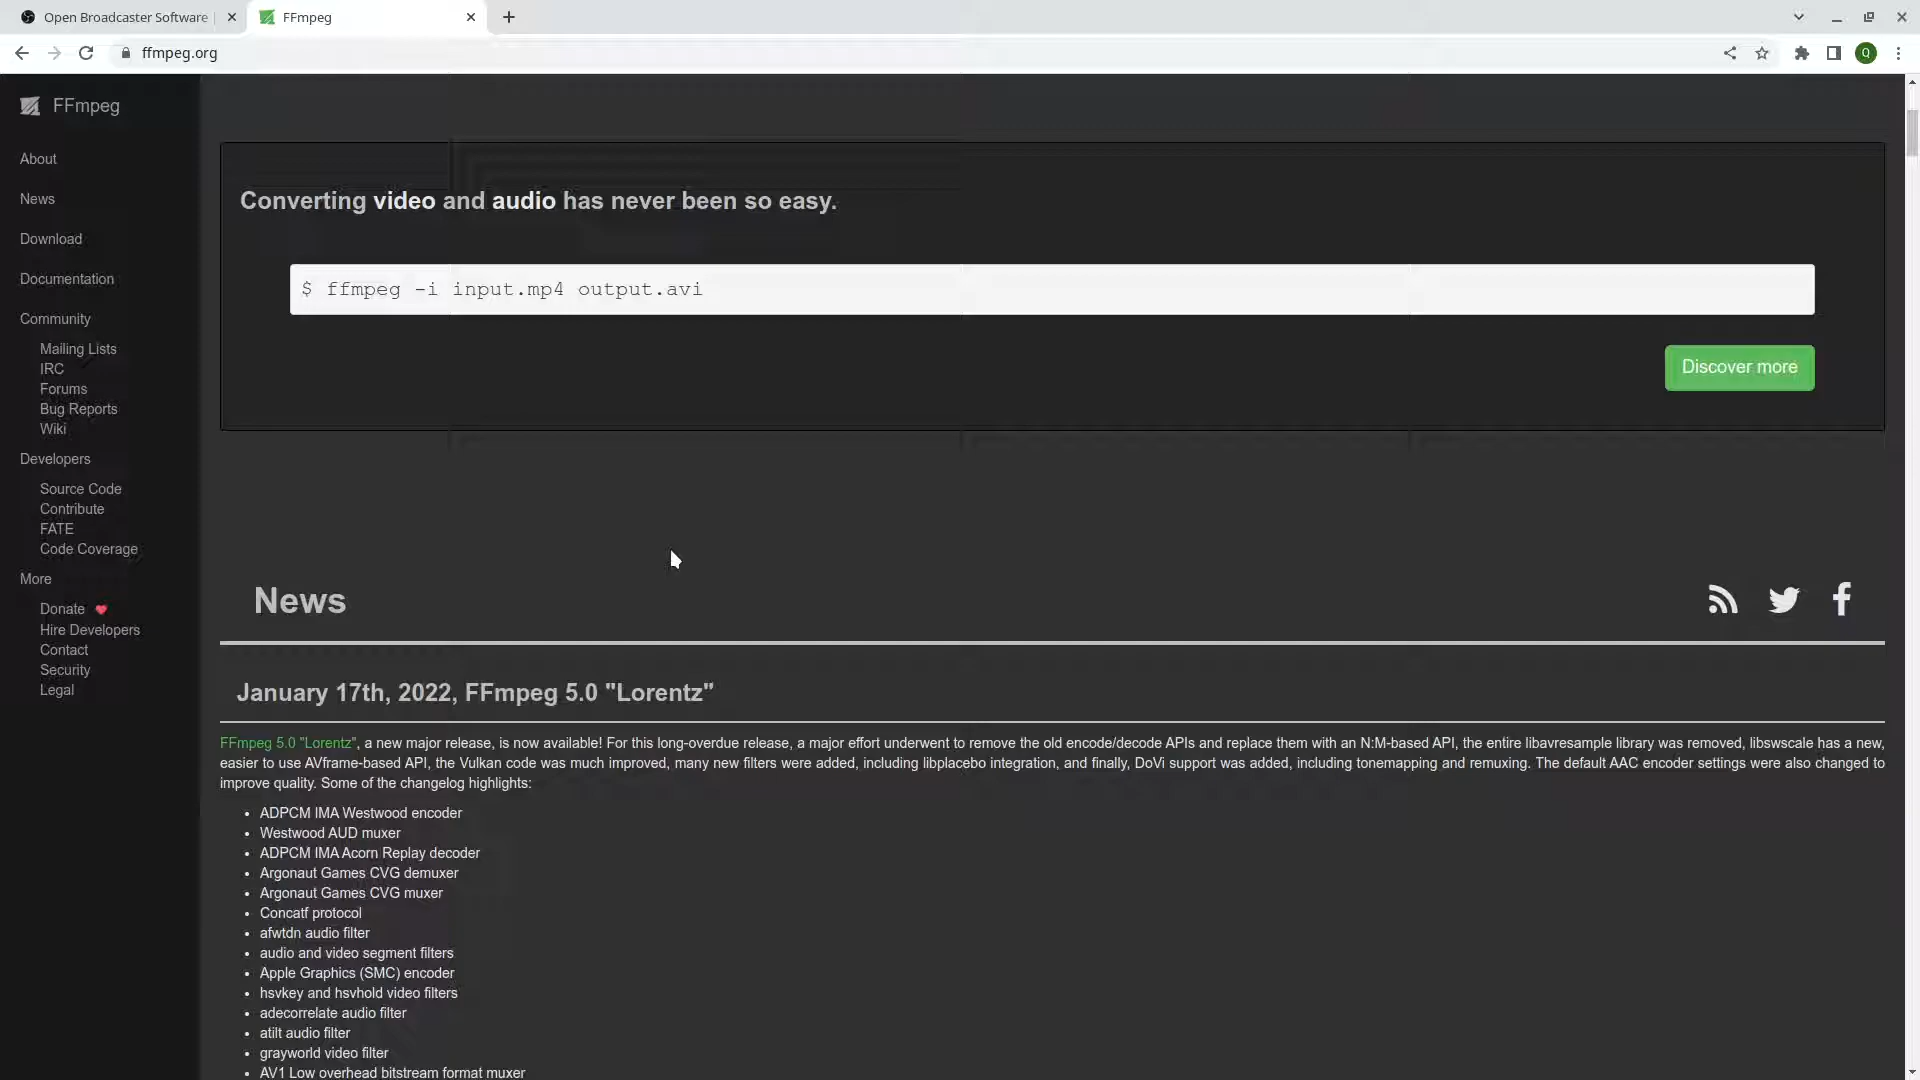 Open Broadcaster Software
FFmpeg
ffmpeg.org
Q
FFmpeg
About
News
Download
Documentation
Community
Mailing Lists
IRC
Forums
Bug Reports
Wiki
Developers
Source Code
Contribute
FATE
Code Coverage
More
Donate
Hire Developers
Contact
Security
Legal
Converting video and audio has never been so easy.
$ ffmpeg -i input.mp4 output.avi
Discover more
News
January 17th, 2022, FFmpeg 5.0 "Lorentz"
FFmpeg 5.0 "Lorentz", a new major release, is now available! For this long-overdue release, a major effort underwent to remove the old encode/decode APIs and replace them with an N:M-based API, the entire libavresample library was removed, libswscale has a new,
easier to use AVframe-based API, the Vulkan code was much improved, many new filters were added, including libplacebo integration, and finally, DoVi support was added, including tonemapping and remuxing. The default AAC encoder settings were also changed to
improve quality. Some of the changelog highlights:
• ADPCM IMA Westwood encoder
• Westwood AUD muxer
• ADPCM IMA Acorn Replay decoder
• Argonaut Games CVG demuxer
• Argonaut Games CVG muxer
• Concatf protocol
• afwtdn audio filter
• audio and video segment filters
• Apple Graphics (SMC) encoder
• hsvkey and hsvhold video filters
• adecorrelate audio filter
• atilt audio filter
• grayworld video filter
• AV1 Low overhead bitstream format muxer